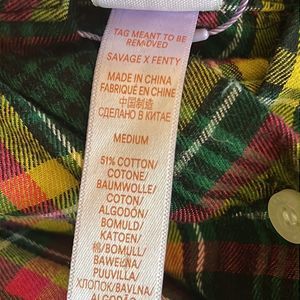 TAG MEANT TO BE
REMOVED
SAVAGE X FENTY
MADE IN CHINA
FABRIQUÉ EN CHINE
中国制造
СДЕЛАНО В КИТАЕ
MEDIUM
51% COTTON/
COTONE/
BAUMWOLLE/
COTON/
ALGODÓN/
BOMULD/
KATOEN/
棉/BOMULL/
BAWEŁNA/
PUUVILLA/
ХЛОПОК/BAVLNA/
ALGODÃO/